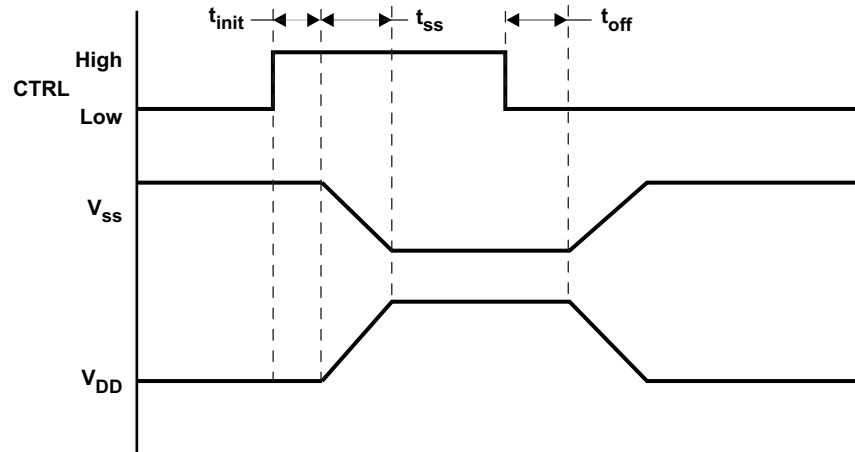 t_init
t_ss
t_off
High
CTRL
Low
V_ss
V_DD